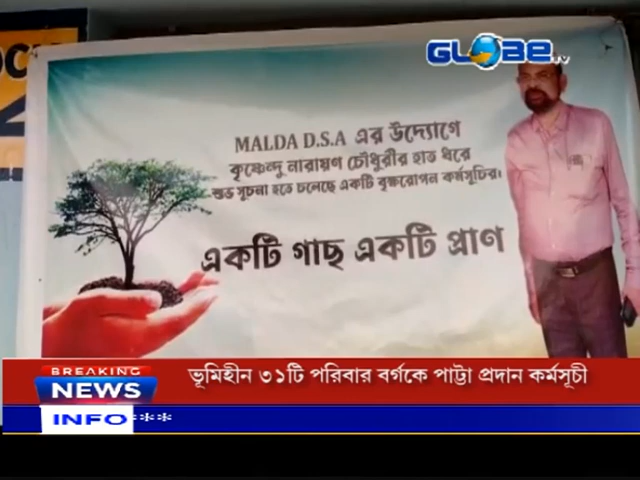 GLOBE TV
MALDA D.S.A এর উদ্যোগে
কৃষ্ণেন্দু নারায়ণ চৌধুরীর হাত ধরে
শুভ সূচনা হতে চলেছে একটি বৃক্ষরোপন কর্মসূচির।
একটি গাছ একটি প্রাণ
BREAKING
NEWS
ভূমিহীন ৩১টি পরিবার বর্গকে পাট্টা প্রদান কর্মসূচী
INFO ***